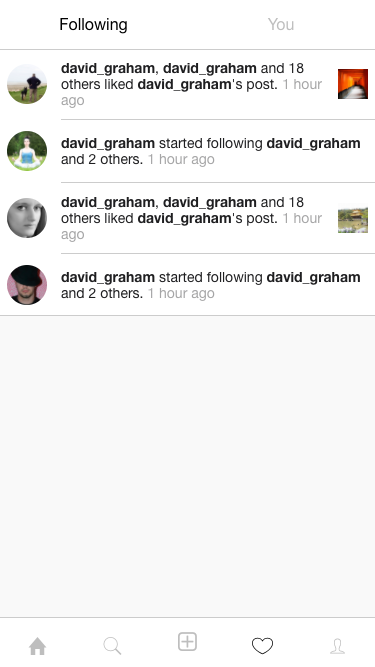 Following
You
david_graham, david_graham and 18
others liked david_graham's post. 1 hour
ago
david_graham started following david_graham
and 2 others. 1 hour ago
david_graham, david_graham and 18
others liked david_graham's post. 1 hour
ago
david_graham started following david_graham
and 2 others. 1 hour ago